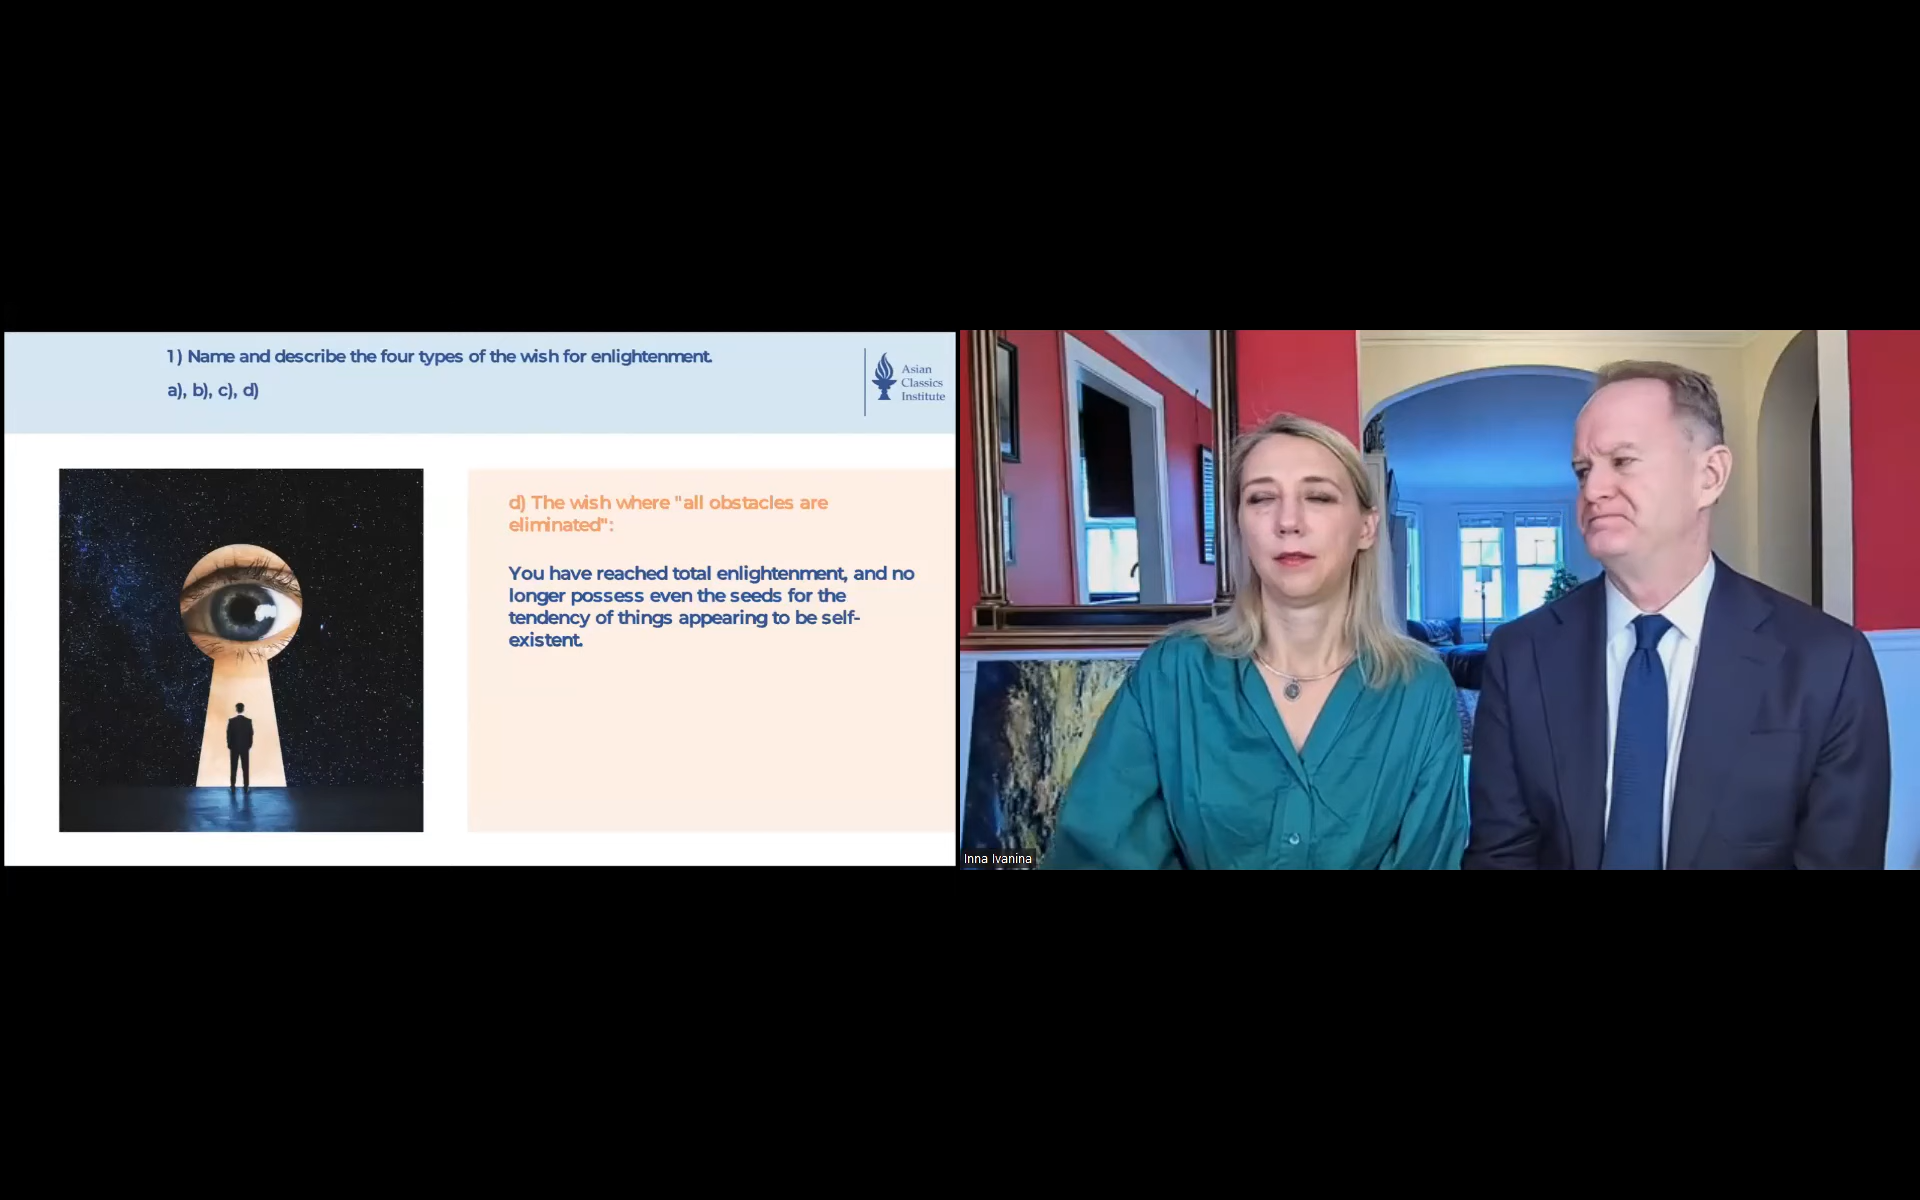 1) Name and describe the four types of the wish for enlightenment.
a), b), c), d)
Asian
Classics
Institute
d) The wish where "all obstacles are
eliminated":
You have reached total enlightenment, and no
longer possess even the seeds for the
tendency of things appearing to be self-
existent.
Inna Ivanina